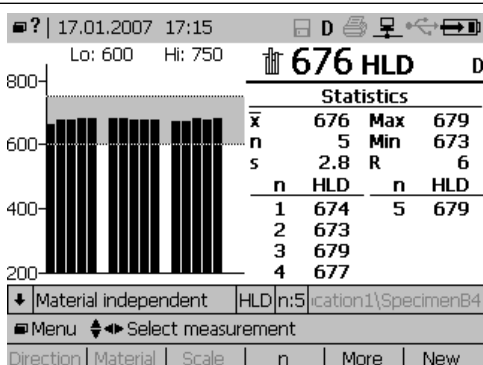 ? 17.01.2007 17:15 D
Lo: 600 Hi: 750
676 HLD D
800
600
400
200
Statistics
x 676 Max 679
n 5 Min 673
s 2.8 R 6
n HLD n HLD
1 674 5 679
2 673
3 679
4 677
Material independent HLD n:5 ication1\SpecimenB4
Menu Select measurement
Direction Material Scale n More New